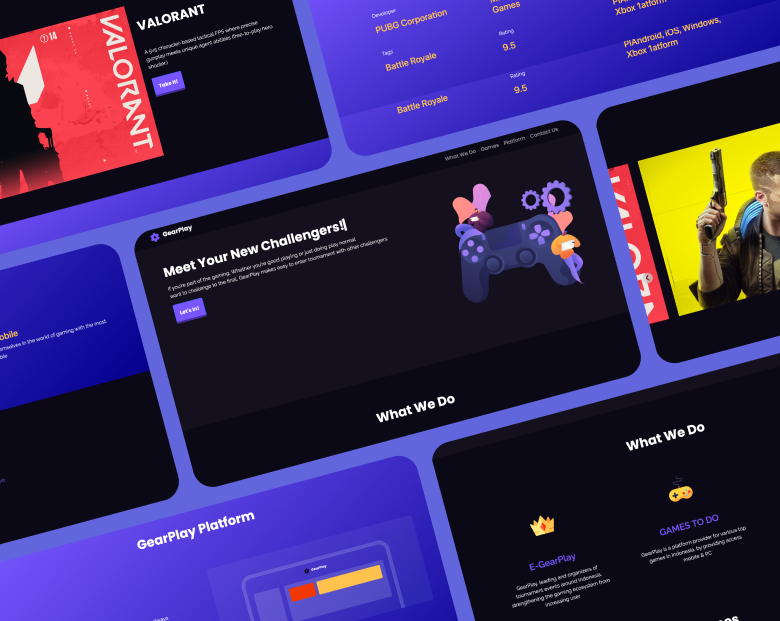 VALORANT
A 5v5 character-based tactical FPS where precise
gunplay meets unique agent abilities (free-to-play hero
shooter)
Take it!
T 14
VALORANT
Developer
PUBG Corporation
Games
Tags
Battle Royale
Rating
9.5
Xbox 1atform
PIAndroid, iOS, Windows,
Xbox 1atform
Battle Royale
Rating
9.5
GearPlay
What We Do
Games
Platform
Contact Us
Meet Your New Challengers!
If you're part of the gaming. Whether you're good playing or just doing play normal
want to challenge to the final, GearPlay makes easy to enter tournament with other challengers
Let's in!
What We Do
obile
emselves in the world of gaming with the most
ble
GearPlay Platform
GearPlay
What We Do
E-GearPlay
GearPlay, leading and organizers of
tournament events around Indonesia,
strengthening the gaming ecosystem from
increasing user
GAMES TO DO
GearPlay is a platform provider for various top
games in Indonesia, by providing access
mobile & PC